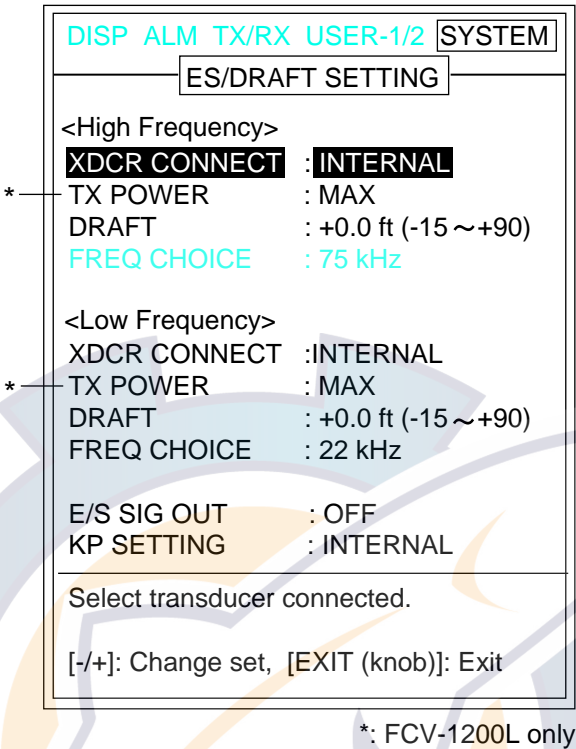 DISP ALM TX/RX USER-1/2 SYSTEM
ES/DRAFT SETTING
<High Frequency>
XDCR CONNECT : INTERNAL
* TX POWER : MAX
DRAFT : +0.0 ft (-15～+90)
FREQ CHOICE : 75 kHz
<Low Frequency>
XDCR CONNECT :INTERNAL
* TX POWER : MAX
DRAFT : +0.0 ft (-15～+90)
FREQ CHOICE : 22 kHz
E/S SIG OUT : OFF
KP SETTING : INTERNAL
Select transducer connected.
[-/+]: Change set, [EXIT (knob)]: Exit
*: FCV-1200L only